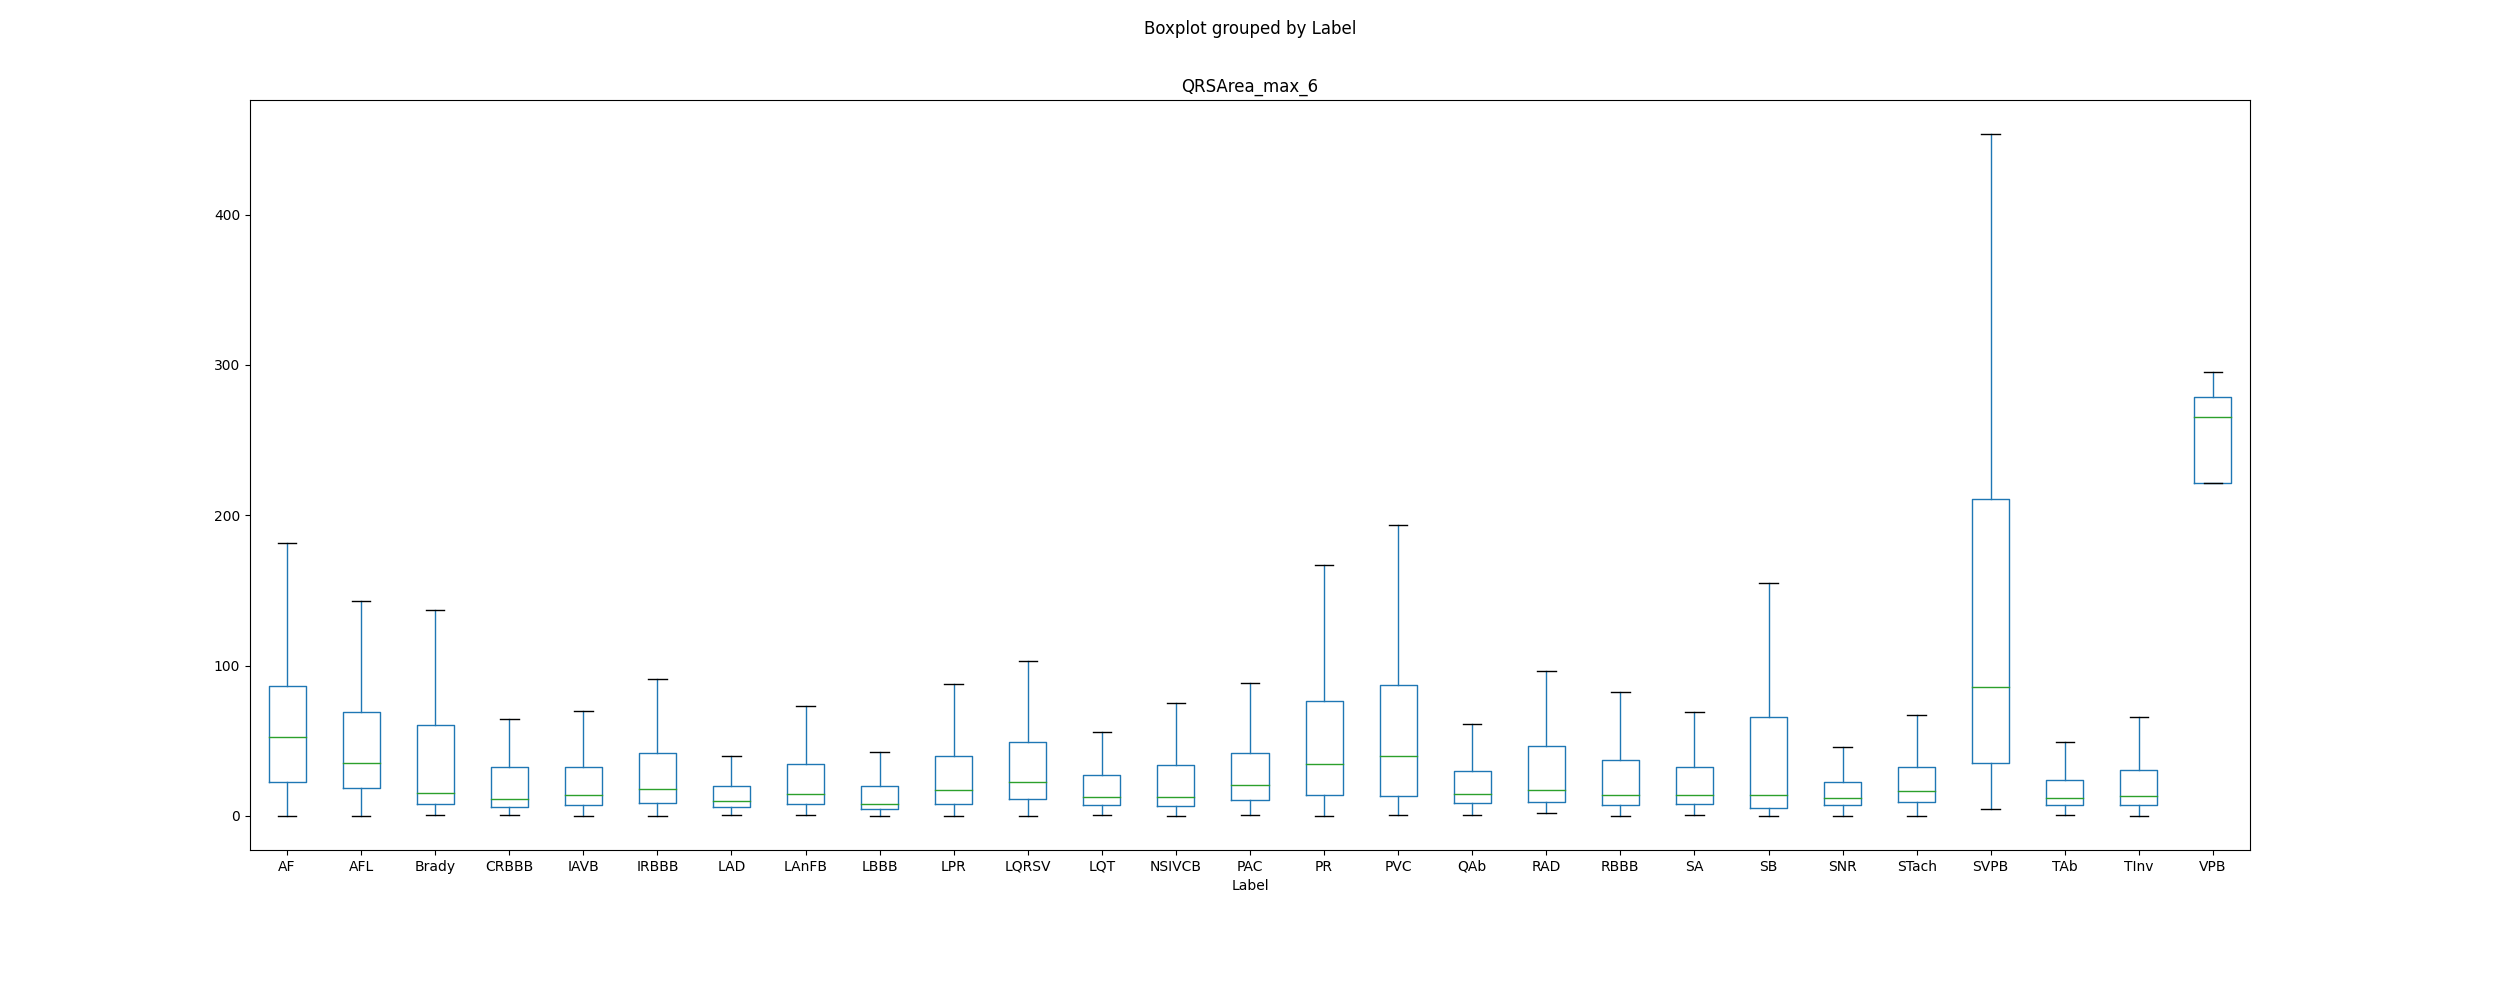 Boxplot grouped by Label
QRSArea_max_6
400
300
200
100
0
AF AFL Brady CRBBB IAVB IRBBB LAD LAnFB LBBB LPR LQRSV LQT NSIVCB PAC PR PVC QAb RAD RBBB SA SB SNR STach SVPB TAb TInv VPB
Label